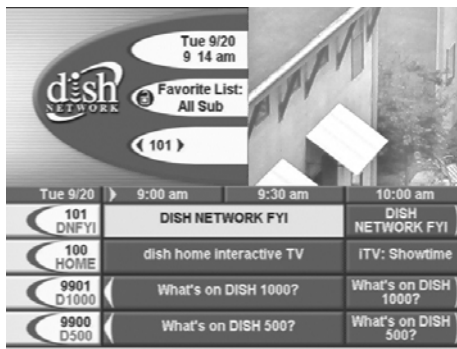 Tue 9/20
9 14 am
dish
NETWORK
Favorite List:
All Sub
101
Tue 9/20 9:00 am 9:30 am 10:00 am
101
DNFYI
DISH NETWORK FYI
DISH
NETWORK FYI
100
HOME
dish home interactive TV
iTV: Showtime
9901
D1000
What's on DISH 1000?
What's on DISH
1000?
9900
D500
What's on DISH 500?
What's on DISH
500?